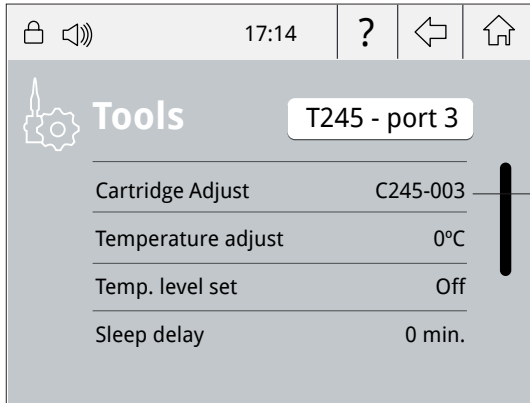 17:14 ?
Tools T245 - port 3
Cartridge Adjust C245-003
Temperature adjust 0ºC
Temp. level set Off
Sleep delay 0 min.